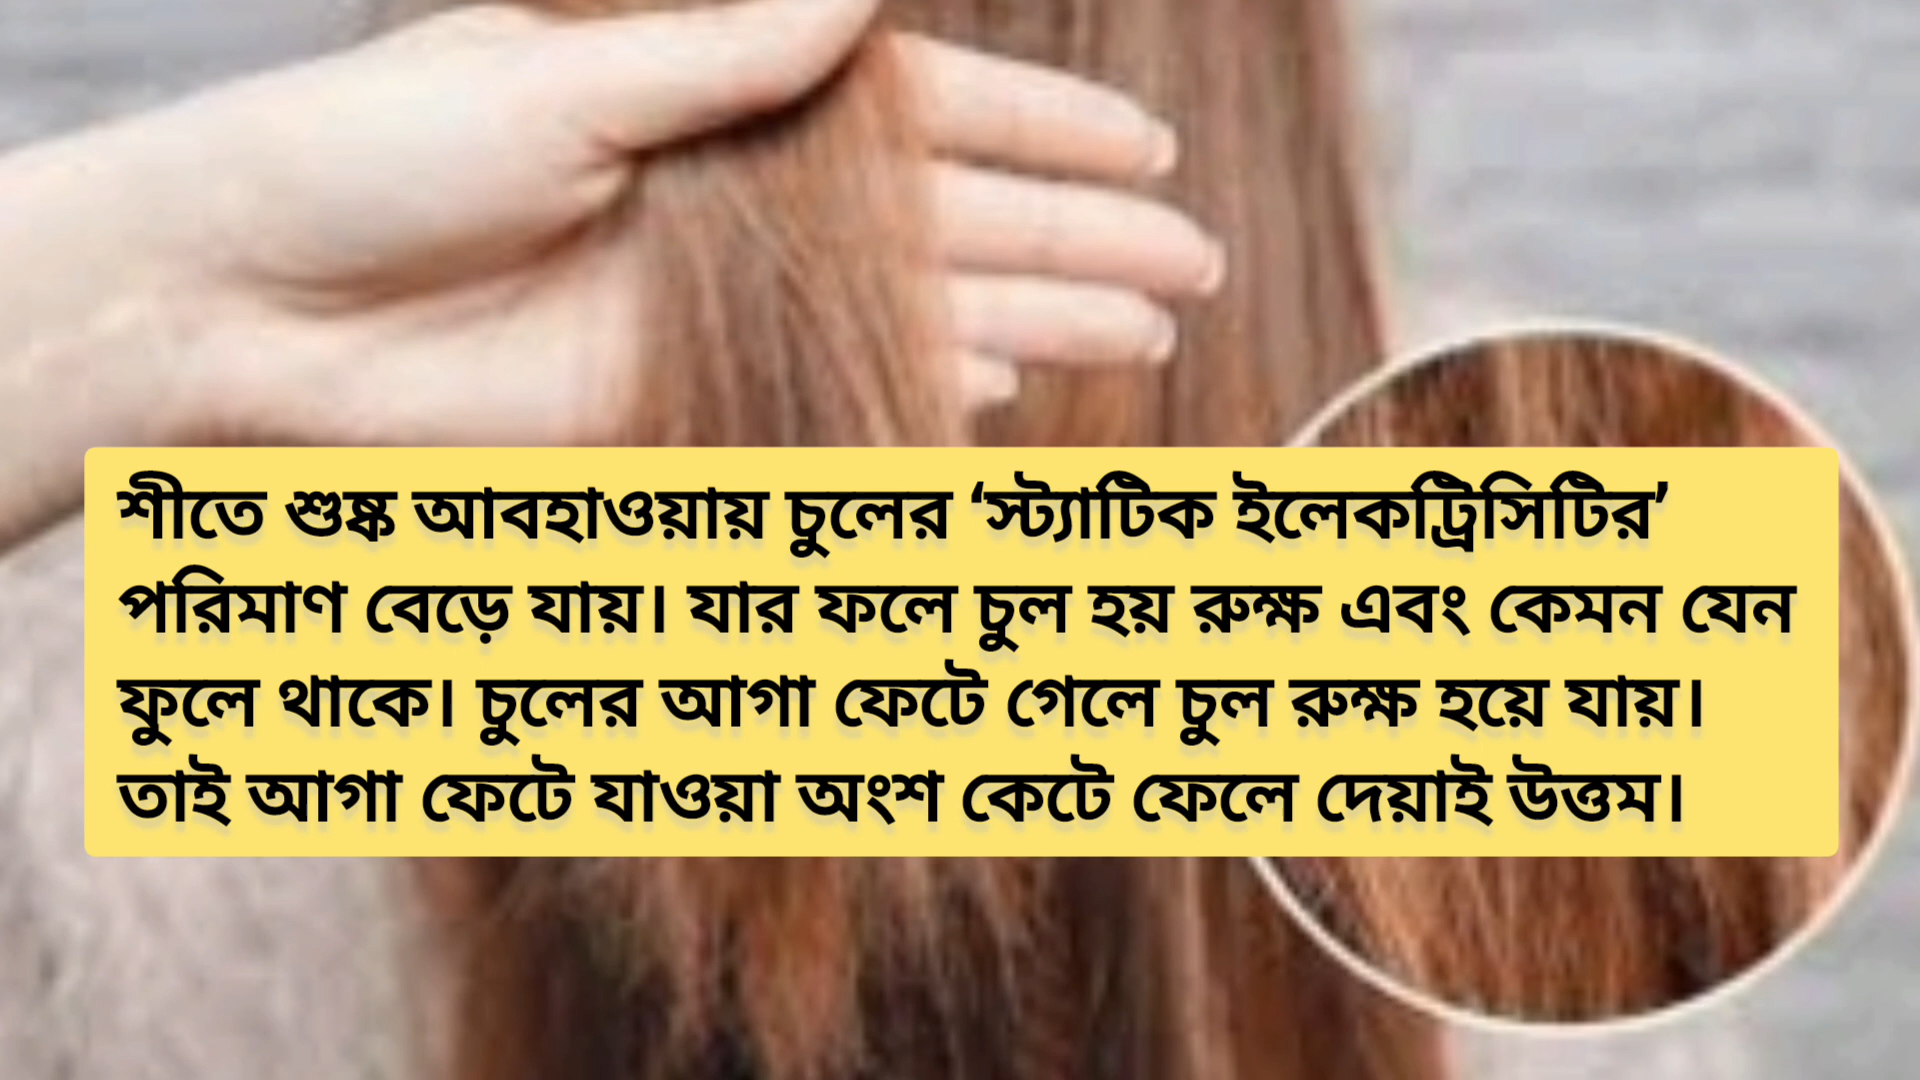 শীতে শুষ্ক আবহাওয়ায় চুলের ‘স্ট্যাটিক ইলেকট্রিসিটির’
পরিমাণ বেড়ে যায়। যার ফলে চুল হয় রুক্ষ এবং কেমন যেন
ফুলে থাকে। চুলের আগা ফেটে গেলে চুল রুক্ষ হয়ে যায়।
তাই আগা ফেটে যাওয়া অংশ কেটে ফেলে দেয়াই উত্তম।